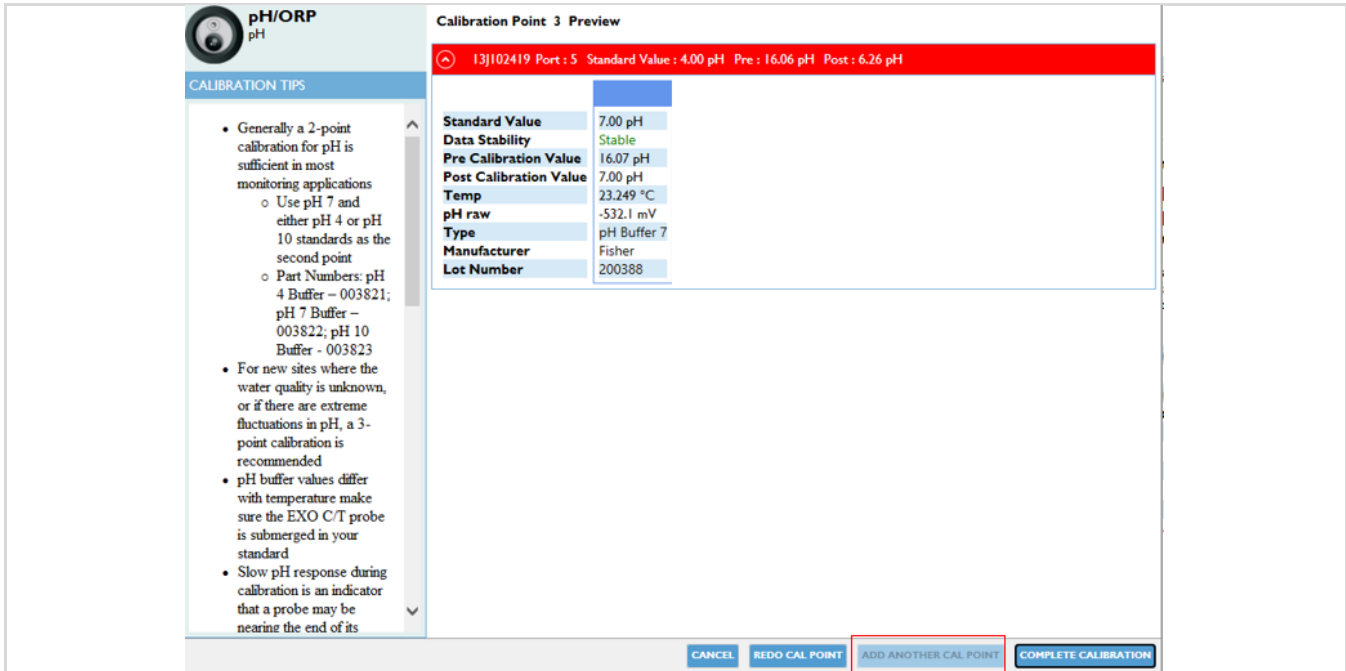 pH/ORP
pH
CALIBRATION TIPS
• Generally a 2-point
calibration for pH is
sufficient in most
monitoring applications
o Use pH 7 and
either pH 4 or pH
10 standards as the
second point
o Part Numbers: pH
4 Buffer – 003821;
pH 7 Buffer –
003822; pH 10
Buffer - 003823
• For new sites where the
water quality is unknown,
or if there are extreme
fluctuations in pH, a 3-
point calibration is
recommended
• pH buffer values differ
with temperature make
sure the EXO C/T probe
is submerged in your
standard
• Slow pH response during
calibration is an indicator
that a probe may be
nearing the end of its
Calibration Point 3 Preview
13J102419 Port : 5 Standard Value : 4.00 pH Pre : 16.06 pH Post : 6.26 pH
Standard Value 7.00 pH
Data Stability Stable
Pre Calibration Value 16.07 pH
Post Calibration Value 7.00 pH
Temp 23.249 °C
pH raw -532.1 mV
Type pH Buffer 7
Manufacturer Fisher
Lot Number 200388
CANCEL REDO CAL POINT ADD ANOTHER CAL POINT COMPLETE CALIBRATION